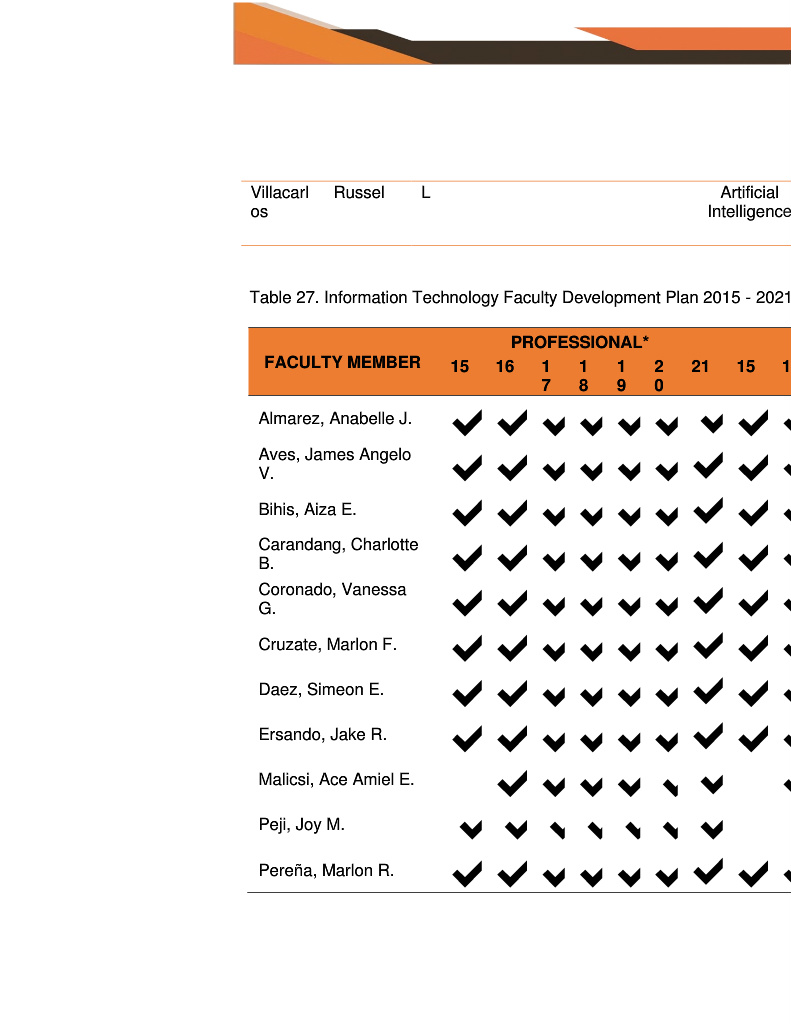 Villacarl Russel L Artificial
os Intelligence
Table 27. Information Technology Faculty Development Plan 2015 - 2021
PROFESSIONAL*
FACULTY MEMBER 15 16 17 18 19 20 21 15 1
Almarez, Anabelle J. ✔ ✔ ✔ ✔ ✔ ✔ ✔ ✔ ✔
Aves, James Angelo
V. ✔ ✔ ✔ ✔ ✔ ✔ ✔ ✔ ✔
Bihis, Aiza E. ✔ ✔ ✔ ✔ ✔ ✔ ✔ ✔ ✔
Carandang, Charlotte
B. ✔ ✔ ✔ ✔ ✔ ✔ ✔ ✔ ✔
Coronado, Vanessa
G. ✔ ✔ ✔ ✔ ✔ ✔ ✔ ✔ ✔
Cruzate, Marlon F. ✔ ✔ ✔ ✔ ✔ ✔ ✔ ✔ ✔
Daez, Simeon E. ✔ ✔ ✔ ✔ ✔ ✔ ✔ ✔ ✔
Ersando, Jake R. ✔ ✔ ✔ ✔ ✔ ✔ ✔ ✔ ✔
Malicsi, Ace Amiel E. ✔ ✔ ✔ ✔ ✔ ✔ ✔
Peji, Joy M. ✔ ✔ ✔ ✔ ✔ ✔ ✔
Pereña, Marlon R. ✔ ✔ ✔ ✔ ✔ ✔ ✔ ✔ ✔